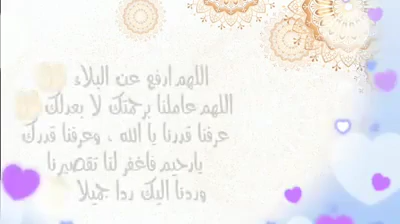 اللهم ارفع عن البلاء
اللهم عاملنا برحمتك لا بعدلك
عرفنا قدرنا يا الله ، وعرفنا قدرك
يارحيم فاغفر لنا تقصيرنا
وردنا اليك ردا جميلا